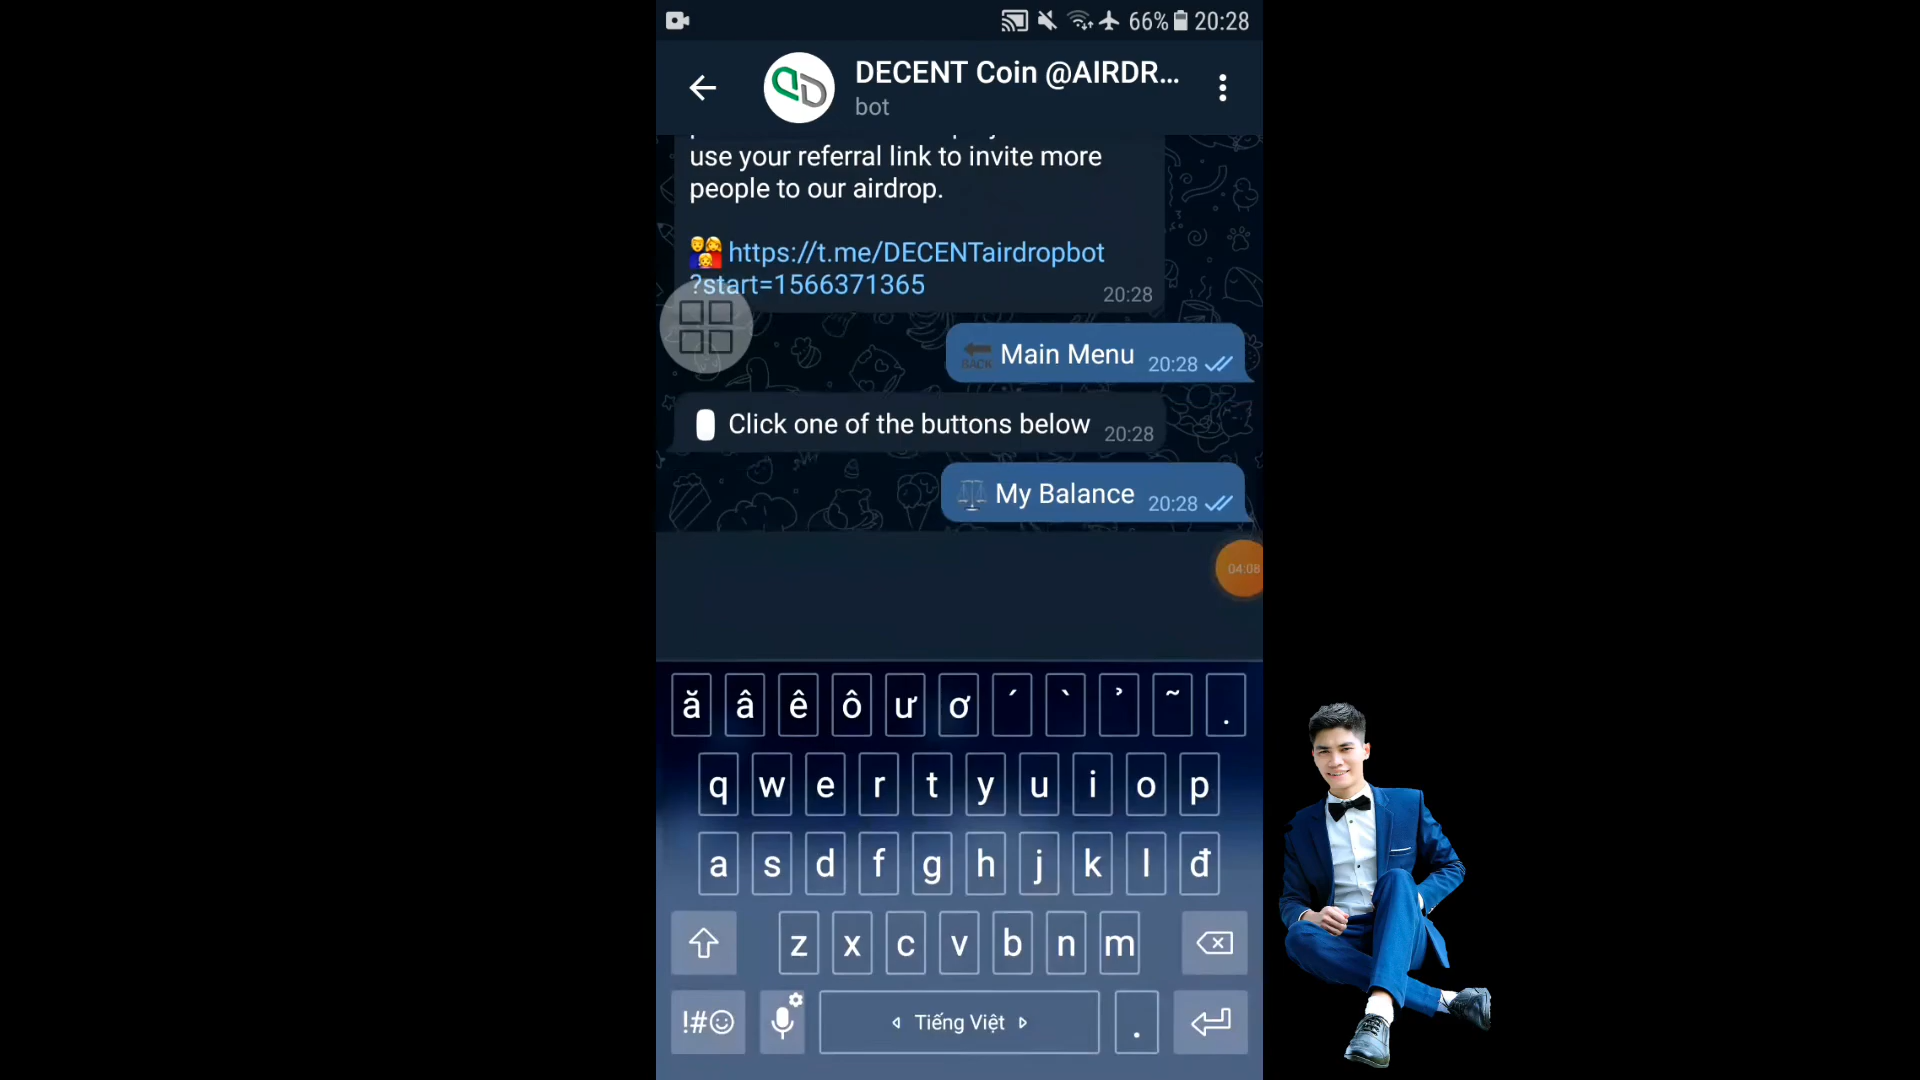 66% 20:28
DECENT Coin @AIRDR...
bot
use your referral link to invite more
people to our airdrop.
https://t.me/DECENTairdropbot
?start=1566371365
20:28
BACK Main Menu 20:28
Click one of the buttons below 20:28
My Balance 20:28
04:08
ă â ê ô ư ơ ´ ` ̉ ~ .
q w e r t y u i o p
a s d f g h j k l đ
z x c v b n m
!#☺ Tiếng Việt .